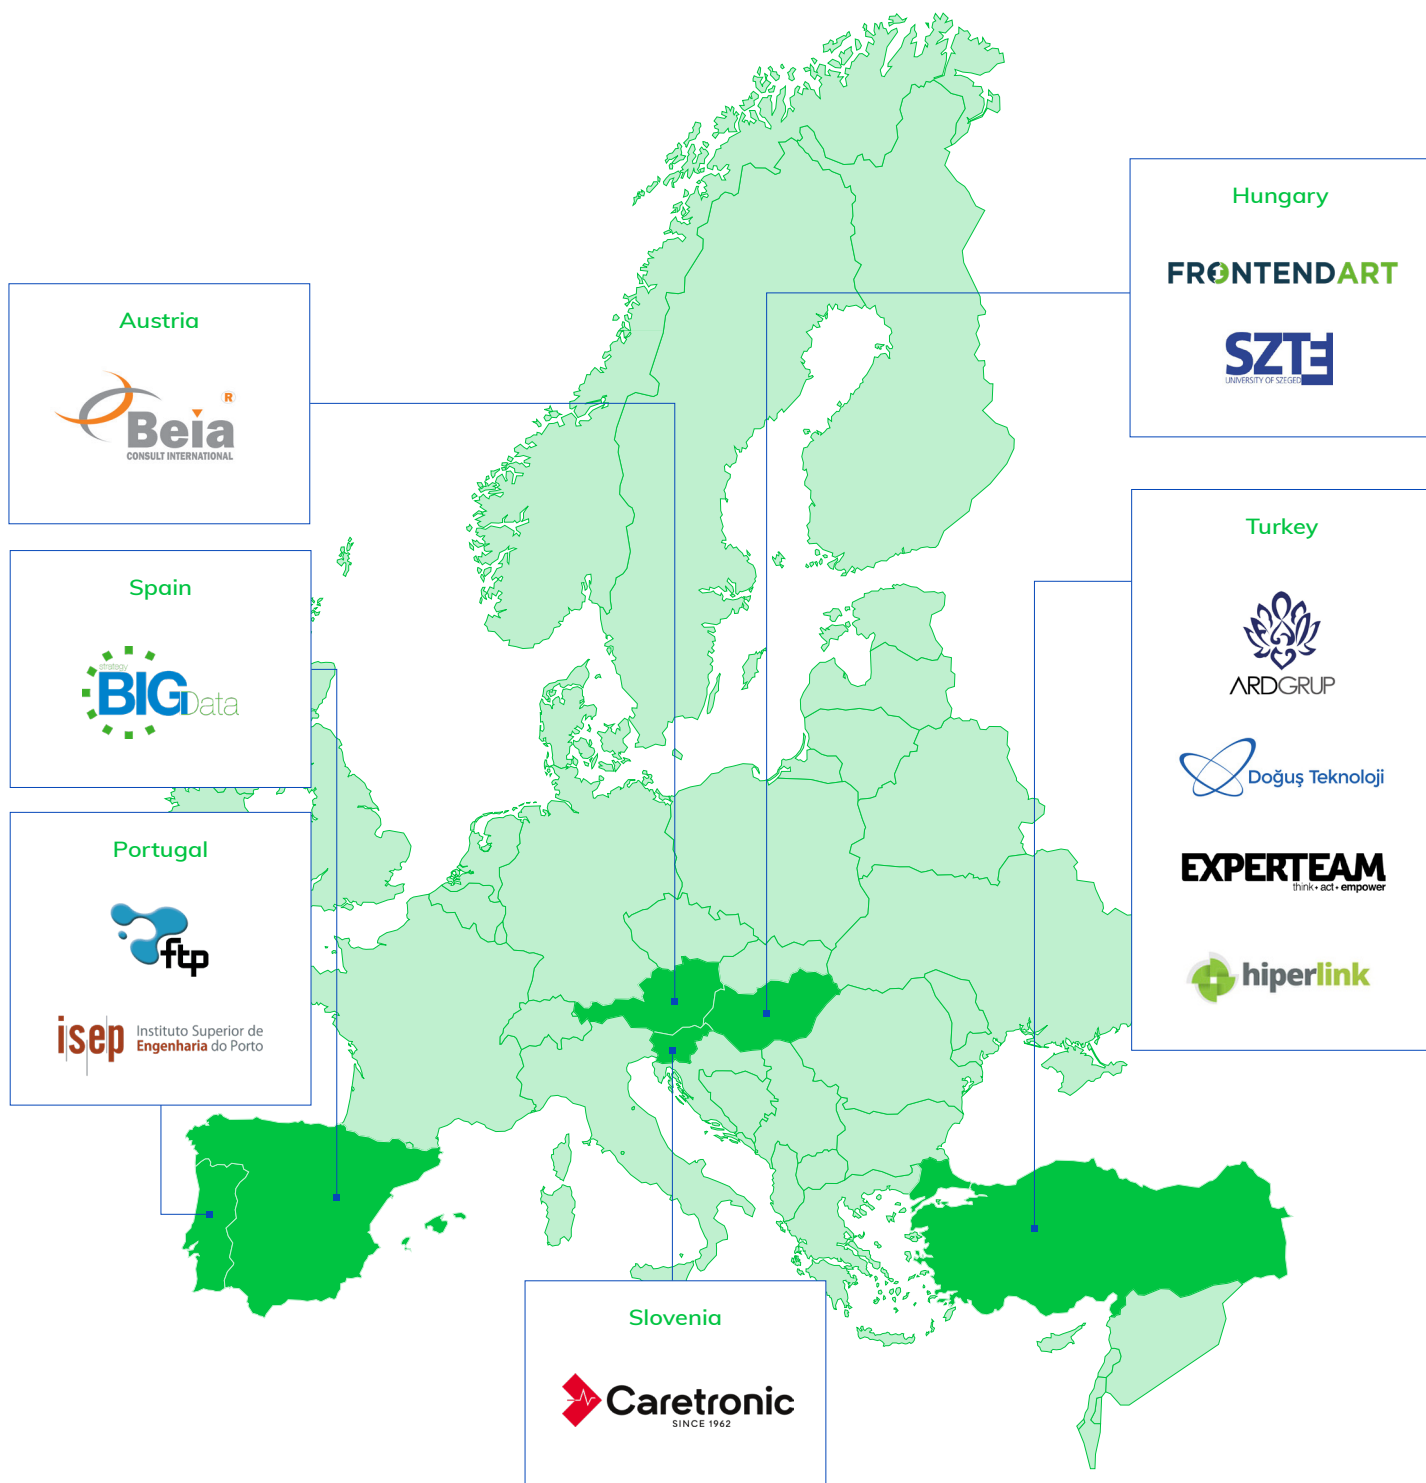 Hungary
FRONTENDART
SZTE
UNIVERSITY OF SZEGED
Austria
Beia
®
CONSULT INTERNATIONAL
Turkey
ARDGRUP
Doğuş Teknoloji
EXPERTEAM
think • act • empower
hiperlink
Spain
strategy
BIG Data
Portugal
ftp
isep
Instituto Superior de
Engenharia do Porto
Slovenia
Caretronic
SINCE 1962